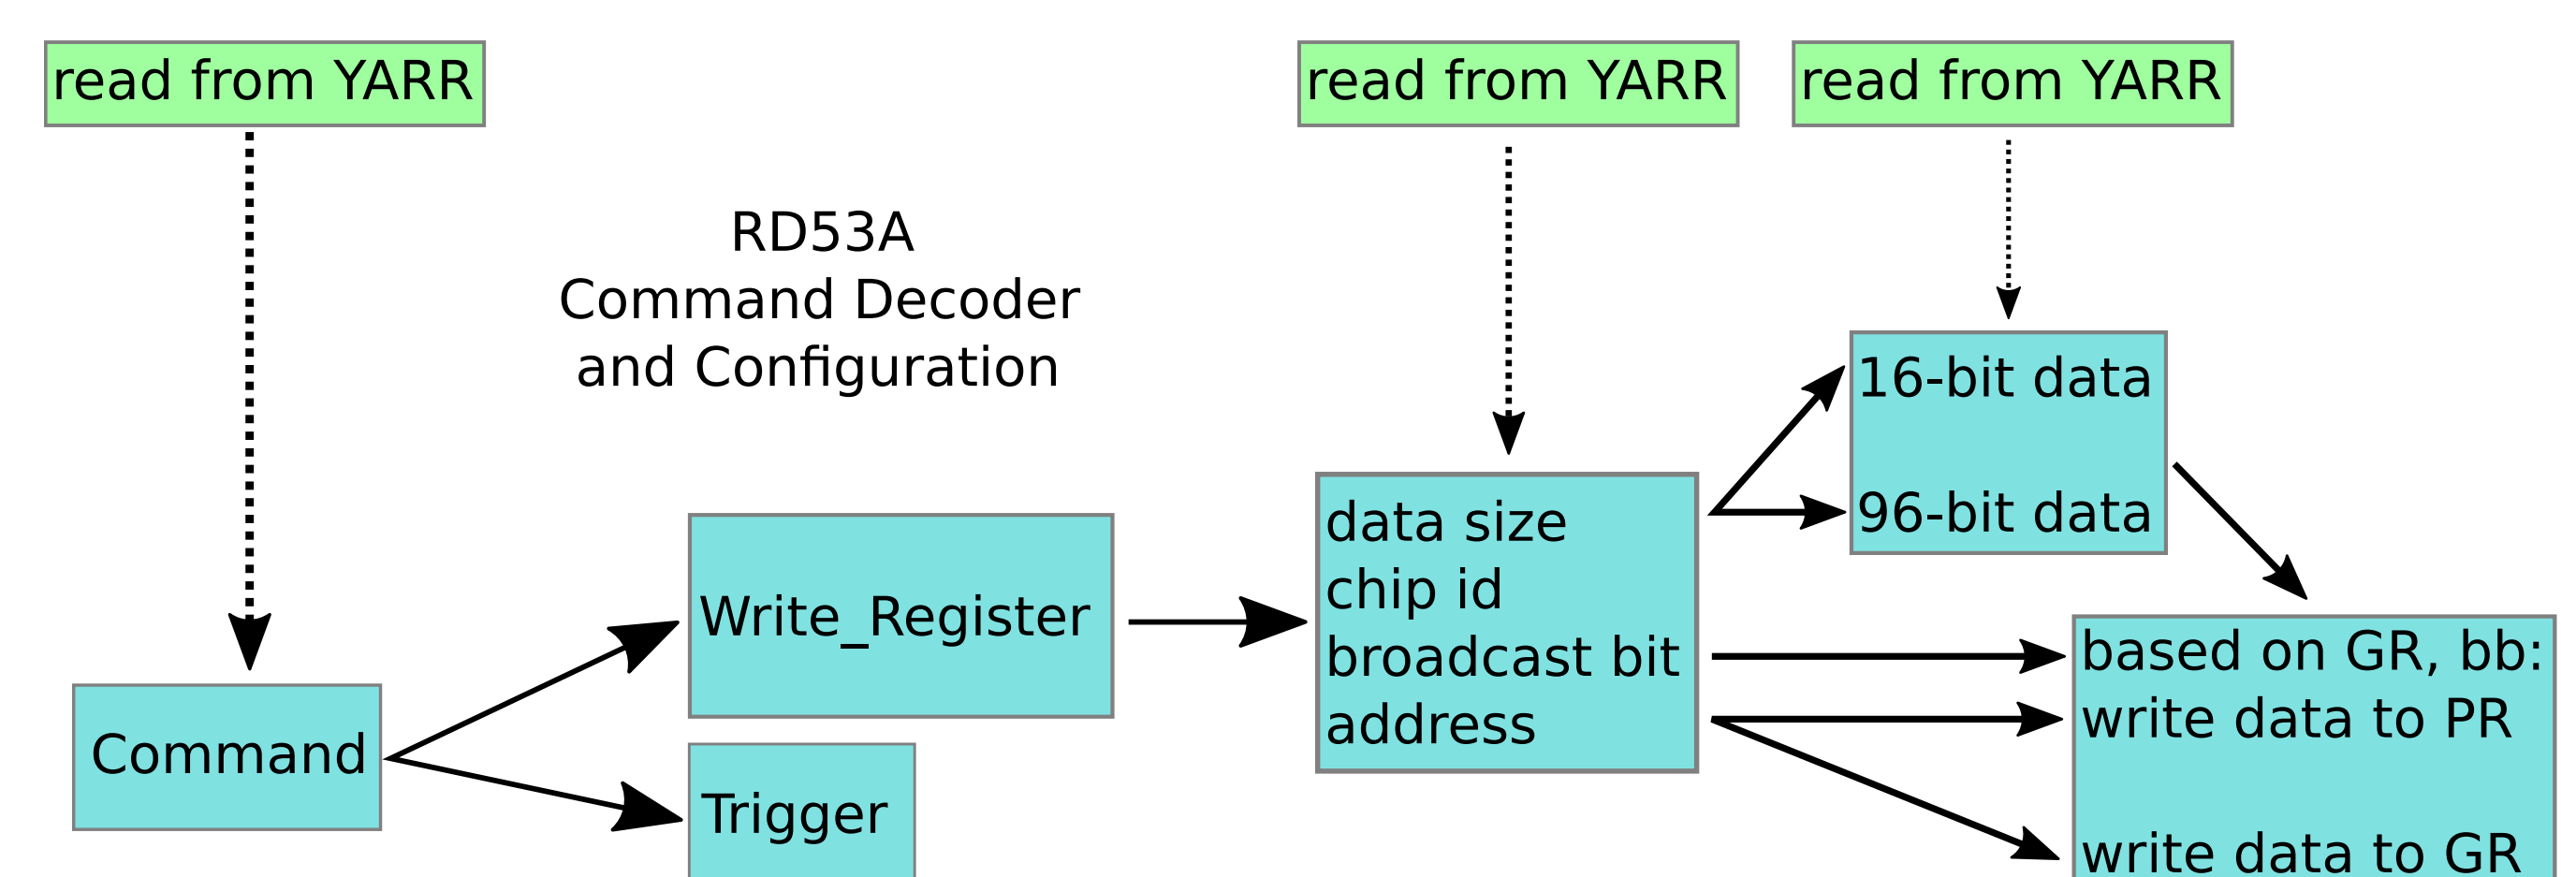 read from YARR
read from YARR
read from YARR
RD53A
Command Decoder
and Configuration
16-bit data
96-bit data
data size
chip id
broadcast bit
address
Write_Register
Command
Trigger
based on GR, bb:
write data to PR
write data to GR